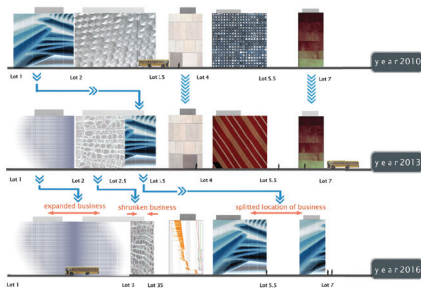 year2010
Lot 1 Lot 2 Lot .5 Lot 4 Lot 5.5 Lot 7
year2013
Lot 1 Lot 2 Lot 2.5 Lot .5 Lot 4 Lot 5.5 Lot 7
expanded business shrunken business splitted location of business
year2016
Lot 1 Lot 3 Lot 35 Lot 5.5 Lot 7